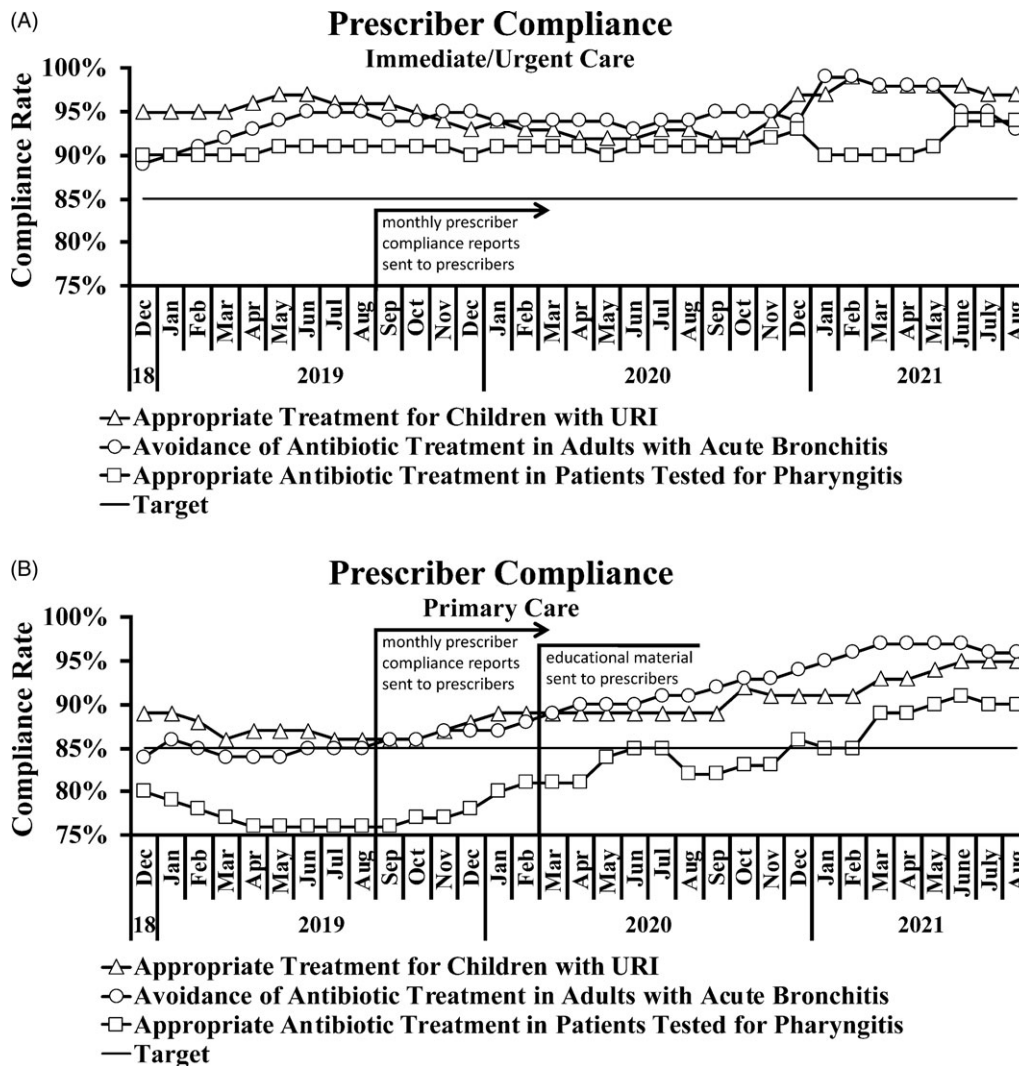 (A)
Prescriber Compliance
Immediate/Urgent Care
Compliance Rate
100%
95%
90%
85%
80%
75%
monthly prescriber
compliance reports
sent to prescribers
Dec Jan Feb Mar Apr May Jun Jul Aug Sep Oct Nov Dec Jan Feb Mar Apr May Jun Jul Aug Sep Oct Nov Dec Jan Feb Mar Apr May June July Aug
18 2019 2020 2021
Appropriate Treatment for Children with URI
Avoidance of Antibiotic Treatment in Adults with Acute Bronchitis
Appropriate Antibiotic Treatment in Patients Tested for Pharyngitis
Target
(B)
Prescriber Compliance
Primary Care
Compliance Rate
100%
95%
90%
85%
80%
75%
monthly prescriber
compliance reports
sent to prescribers
educational material
sent to prescribers
Dec Jan Feb Mar Apr May Jun Jul Aug Sep Oct Nov Dec Jan Feb Mar Apr May Jun Jul Aug Sep Oct Nov Dec Jan Feb Mar Apr May June July Aug
18 2019 2020 2021
Appropriate Treatment for Children with URI
Avoidance of Antibiotic Treatment in Adults with Acute Bronchitis
Appropriate Antibiotic Treatment in Patients Tested for Pharyngitis
Target